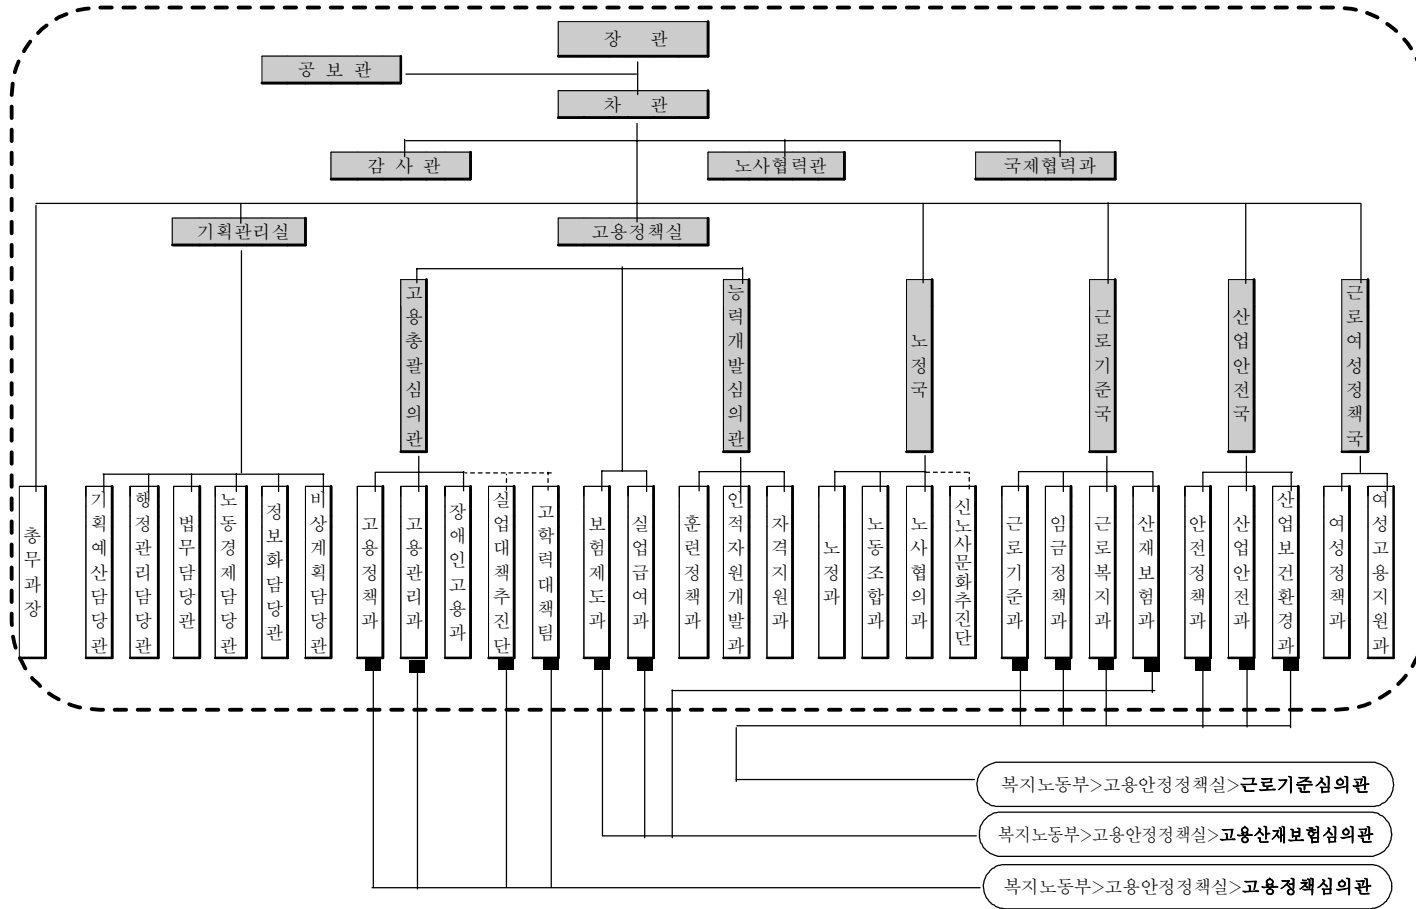 장 관
공 보 관
차 관
감 사 관
노사협력관
국제협력과
기획관리실
고용정책실
고용총괄심의관
능력개발심의관
노정국
근로기준국
산업안전국
근로여성정책국
총무과장
기획예산담당관
행정관리담당관
법무담당관
노동경제담당관
정보화담당관
비상계획담당관
고용정책과
고용관리과
장애인고용과
실업대책추진단
고학력대책팀
보험제도과
실업급여과
훈련정책과
인적자원개발과
자격지원과
노정과
노동조합과
노사협의과
신노사문화추진단
근로기준과
임금정책과
근로복지과
산재보험과
안전정책과
산업안전과
산업보건환경과
여성정책과
여성고용지원과
복지노동부>고용안정정책실>근로기준심의관
복지노동부>고용안정정책실>고용산재보험심의관
복지노동부>고용안정정책실>고용정책심의관